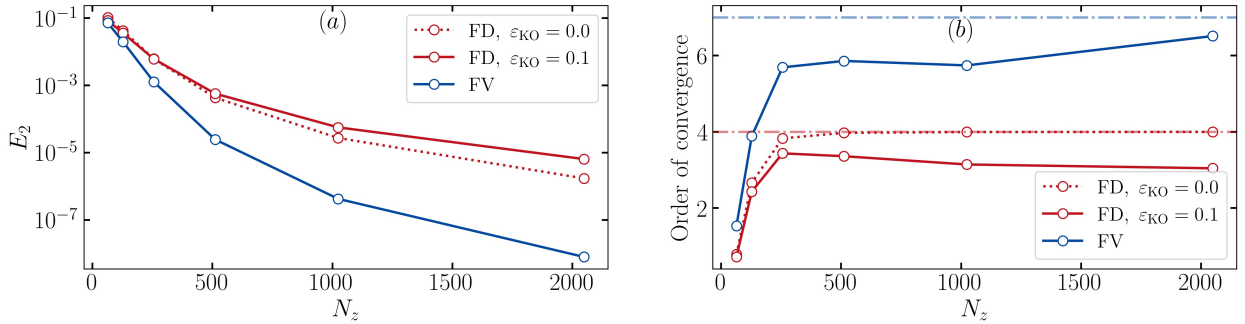 (a)
FD, ε_KO = 0.0
FD, ε_KO = 0.1
FV
10⁻¹
10⁻³
10⁻⁵
10⁻⁷
E₂
0 500 1000 1500 2000
N_z
(b)
6
4
2
Order of convergence
FD, ε_KO = 0.0
FD, ε_KO = 0.1
FV
0 500 1000 1500 2000
N_z